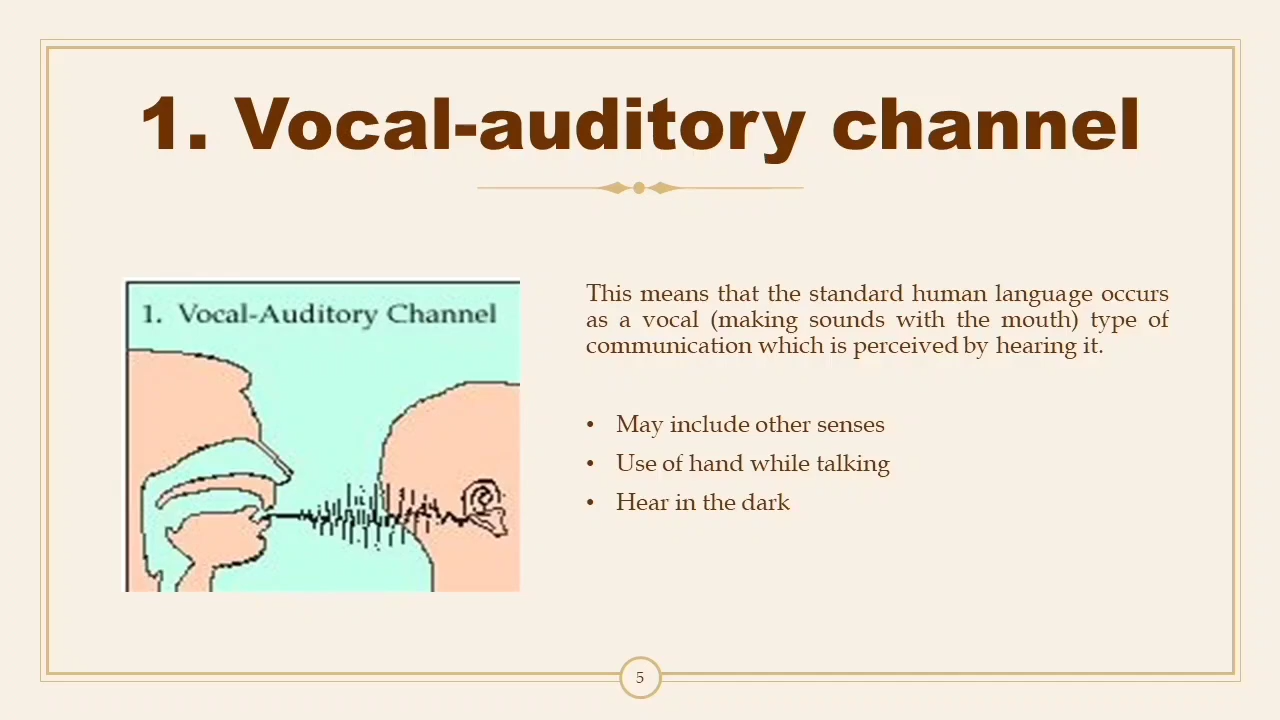 1. Vocal-auditory channel
1. Vocal-Auditory Channel
This means that the standard human language occurs
as a vocal (making sounds with the mouth) type of
communication which is perceived by hearing it.
• May include other senses
• Use of hand while talking
• Hear in the dark
5